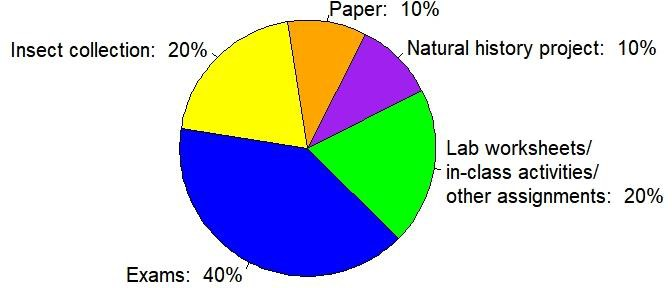 Paper: 10%
Insect collection: 20%
Natural history project: 10%
Lab worksheets/
in-class activities/
other assignments: 20%
Exams: 40%